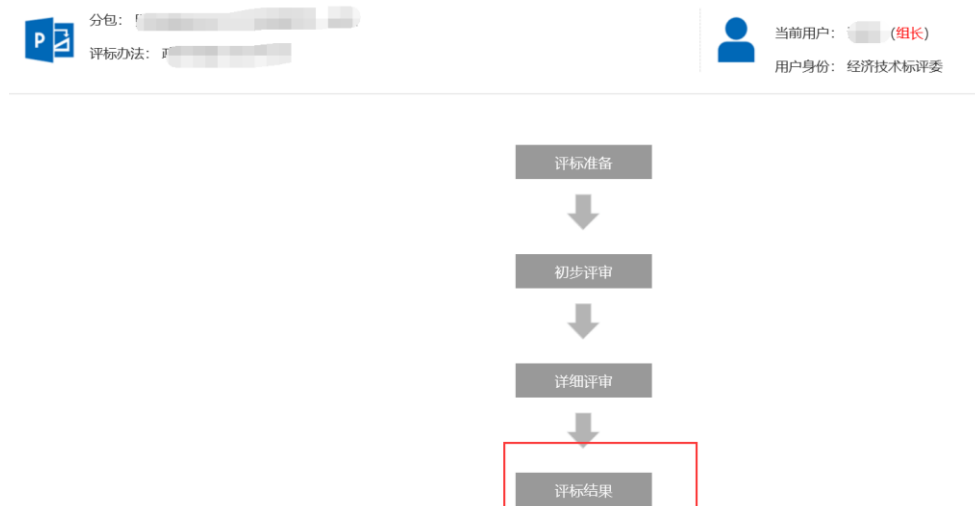 分包：
当前用户： (组长)
评标办法：
用户身份： 经济技术标评委
评标准备
初步评审
详细评审
评标结果